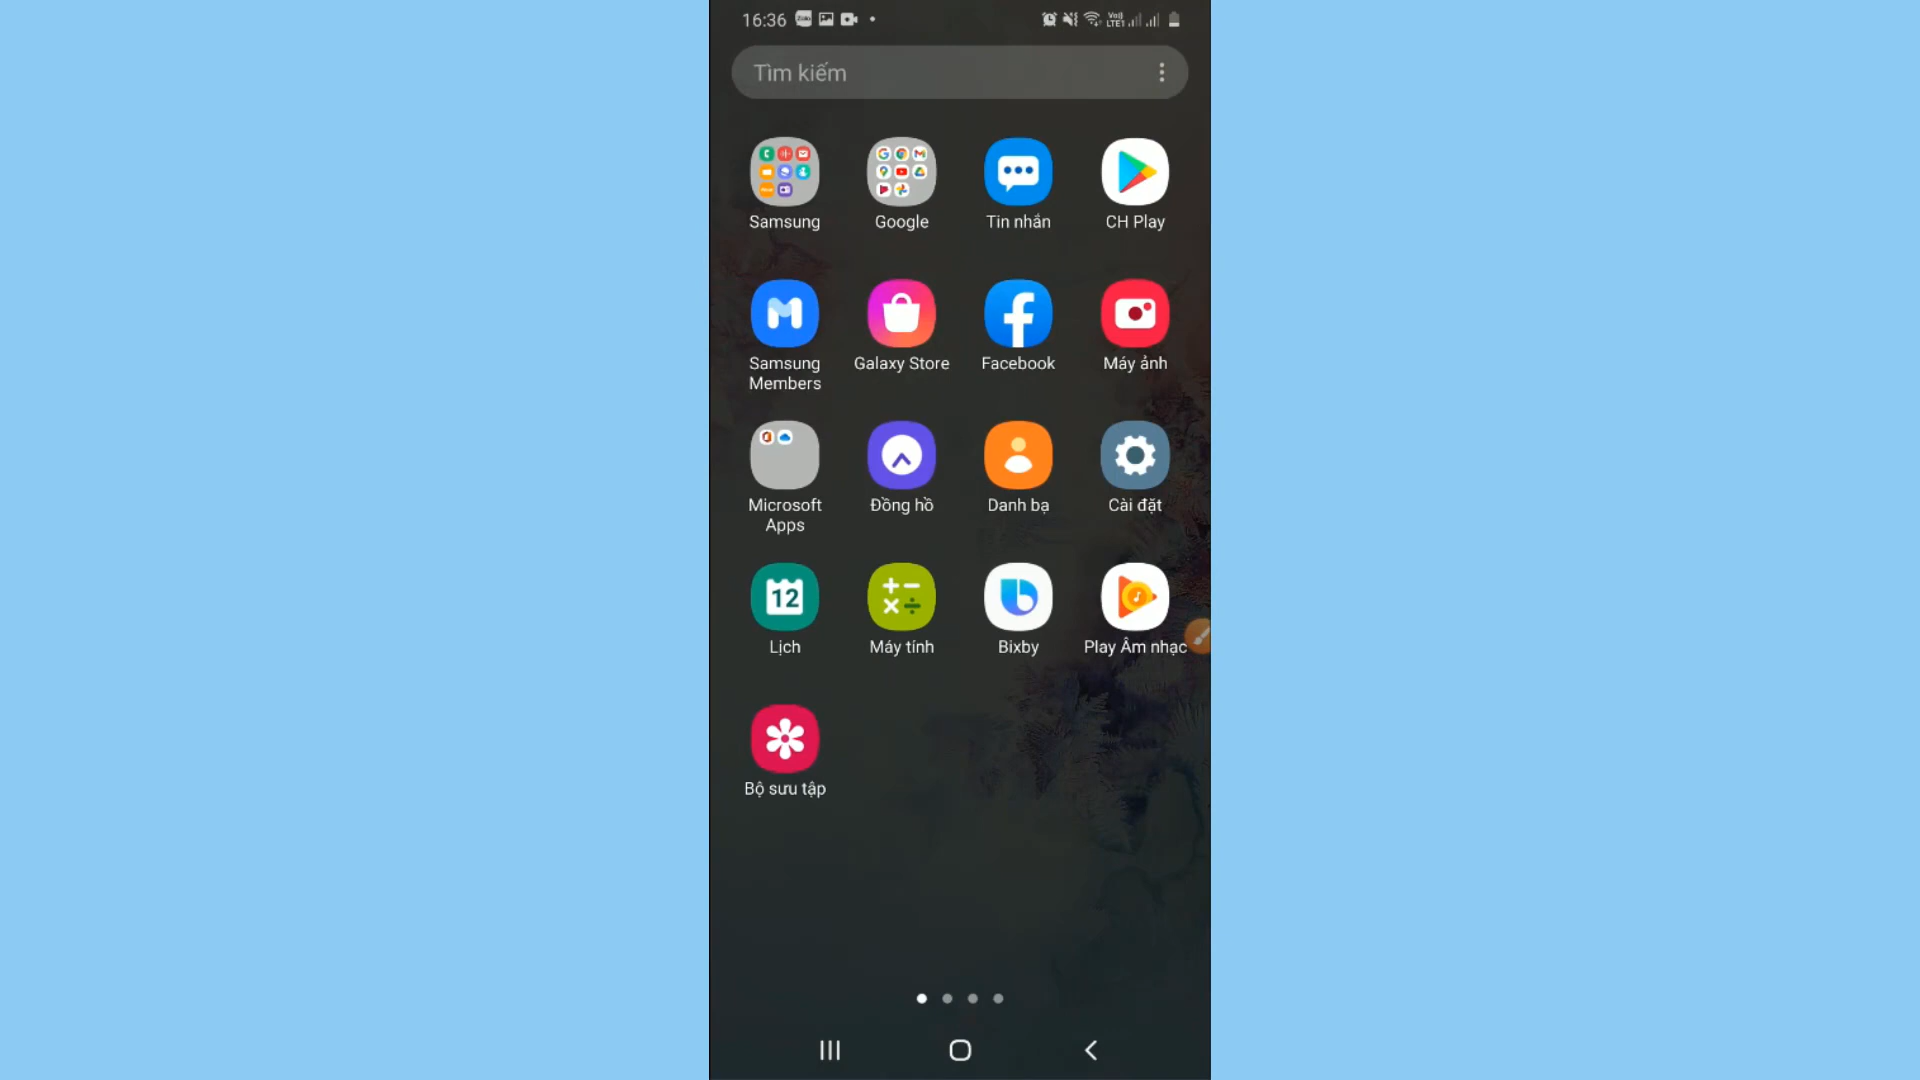 16:36
Tìm kiếm
Samsung
Google
Tin nhắn
CH Play
Samsung
Members
Galaxy Store
Facebook
Máy ảnh
Microsoft
Apps
Đồng hồ
Danh bạ
Cài đặt
12
Lịch
Máy tính
Bixby
Play Âm nhạc
Bộ sưu tập